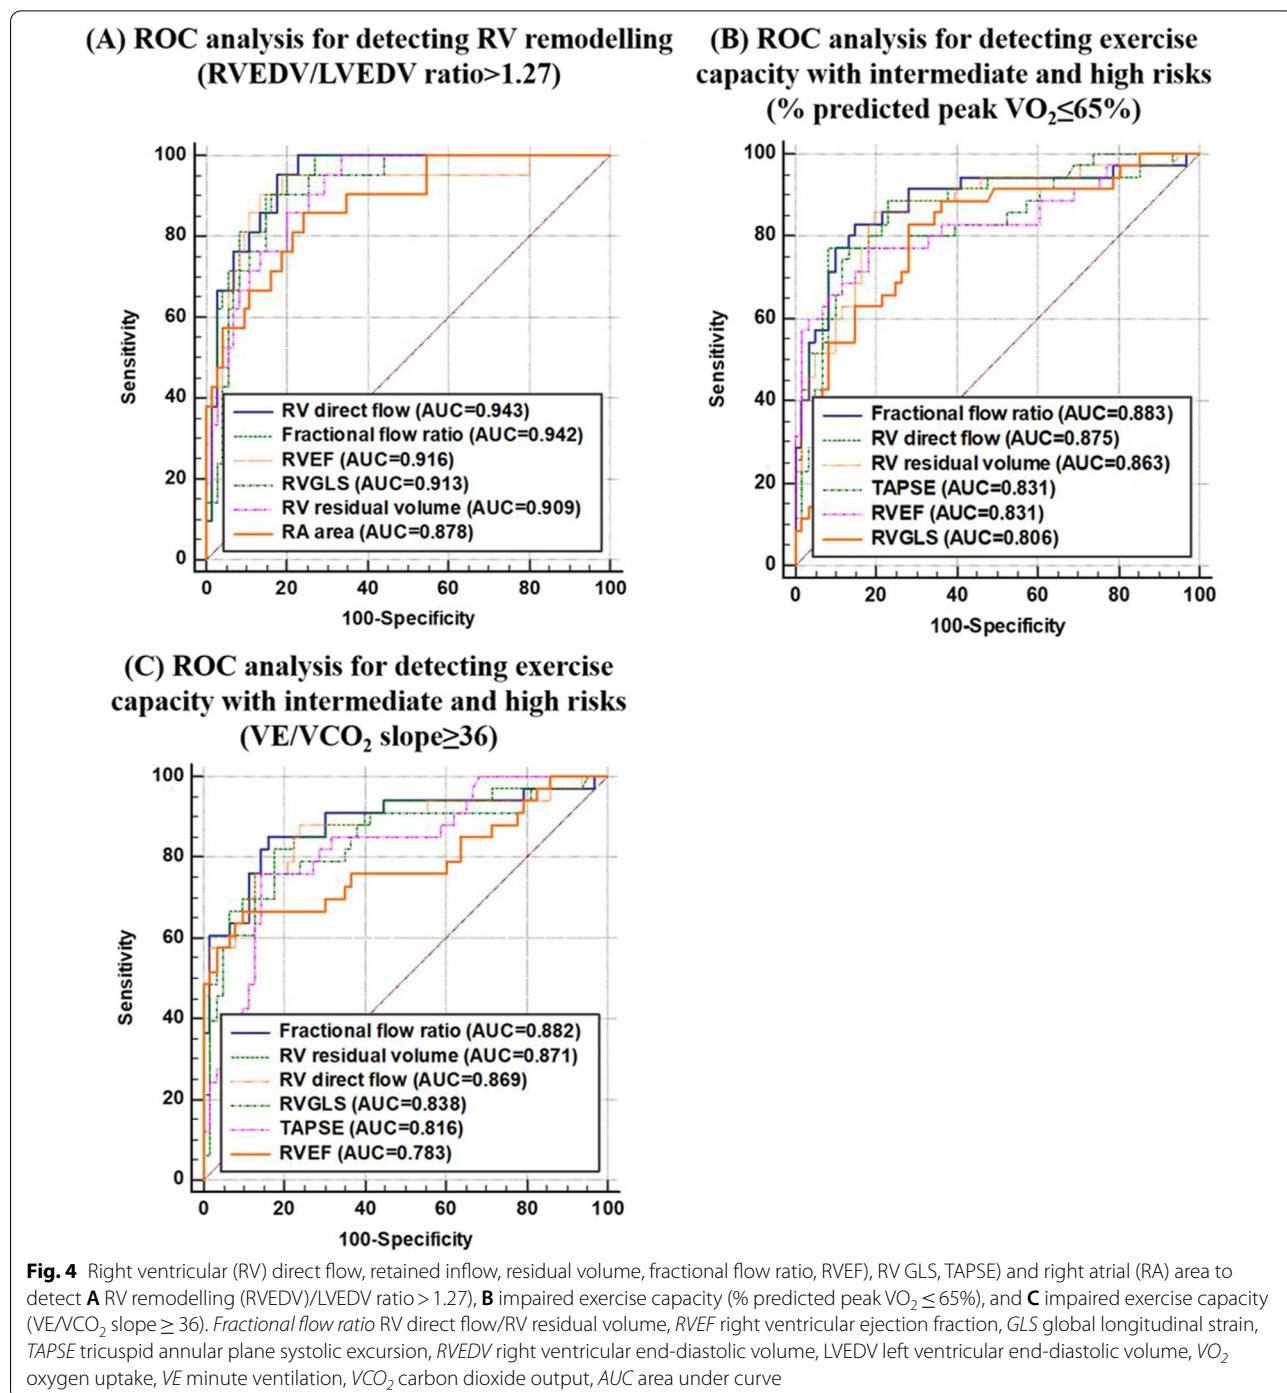 (A) ROC analysis for detecting RV remodelling
(RVEDV/LVEDV ratio>1.27)
100
80
60
40
20
0
Sensitivity
RV direct flow (AUC=0.943)
Fractional flow ratio (AUC=0.942)
RVEF (AUC=0.916)
RVGLS (AUC=0.913)
RV residual volume (AUC=0.909)
RA area (AUC=0.878)
0 20 40 60 80 100
100-Specificity
(B) ROC analysis for detecting exercise
capacity with intermediate and high risks
(% predicted peak VO₂≤65%)
100
80
60
40
20
0
Sensitivity
Fractional flow ratio (AUC=0.883)
RV direct flow (AUC=0.875)
RV residual volume (AUC=0.863)
TAPSE (AUC=0.831)
RVEF (AUC=0.831)
RVGLS (AUC=0.806)
0 20 40 60 80 100
100-Specificity
(C) ROC analysis for detecting exercise
capacity with intermediate and high risks
(VE/VCO₂ slope≥36)
100
80
60
40
20
0
Sensitivity
Fractional flow ratio (AUC=0.882)
RV residual volume (AUC=0.871)
RV direct flow (AUC=0.869)
RVGLS (AUC=0.838)
TAPSE (AUC=0.816)
RVEF (AUC=0.783)
0 20 40 60 80 100
100-Specificity
Fig. 4 Right ventricular (RV) direct flow, retained inflow, residual volume, fractional flow ratio, RVEF), RV GLS, TAPSE) and right atrial (RA) area to
detect A RV remodelling (RVEDV)/LVEDV ratio > 1.27), B impaired exercise capacity (% predicted peak VO₂ ≤ 65%), and C impaired exercise capacity
(VE/VCO₂ slope ≥ 36). Fractional flow ratio RV direct flow/RV residual volume, RVEF right ventricular ejection fraction, GLS global longitudinal strain,
TAPSE tricuspid annular plane systolic excursion, RVEDV right ventricular end-diastolic volume, LVEDV left ventricular end-diastolic volume, VO₂
oxygen uptake, VE minute ventilation, VCO₂ carbon dioxide output, AUC area under curve